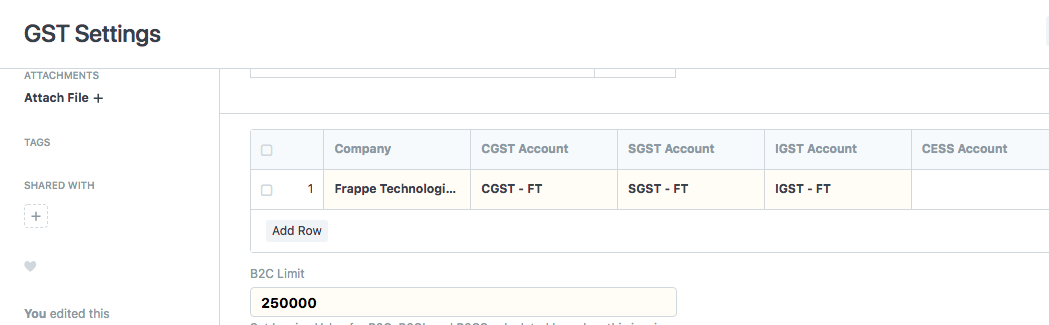 GST Settings
ATTACHMENTS
Attach File +
TAGS
SHARED WITH
+
You edited this
Company CGST Account SGST Account IGST Account CESS Account
1 Frappe Technologi... CGST - FT SGST - FT IGST - FT
Add Row
B2C Limit
250000